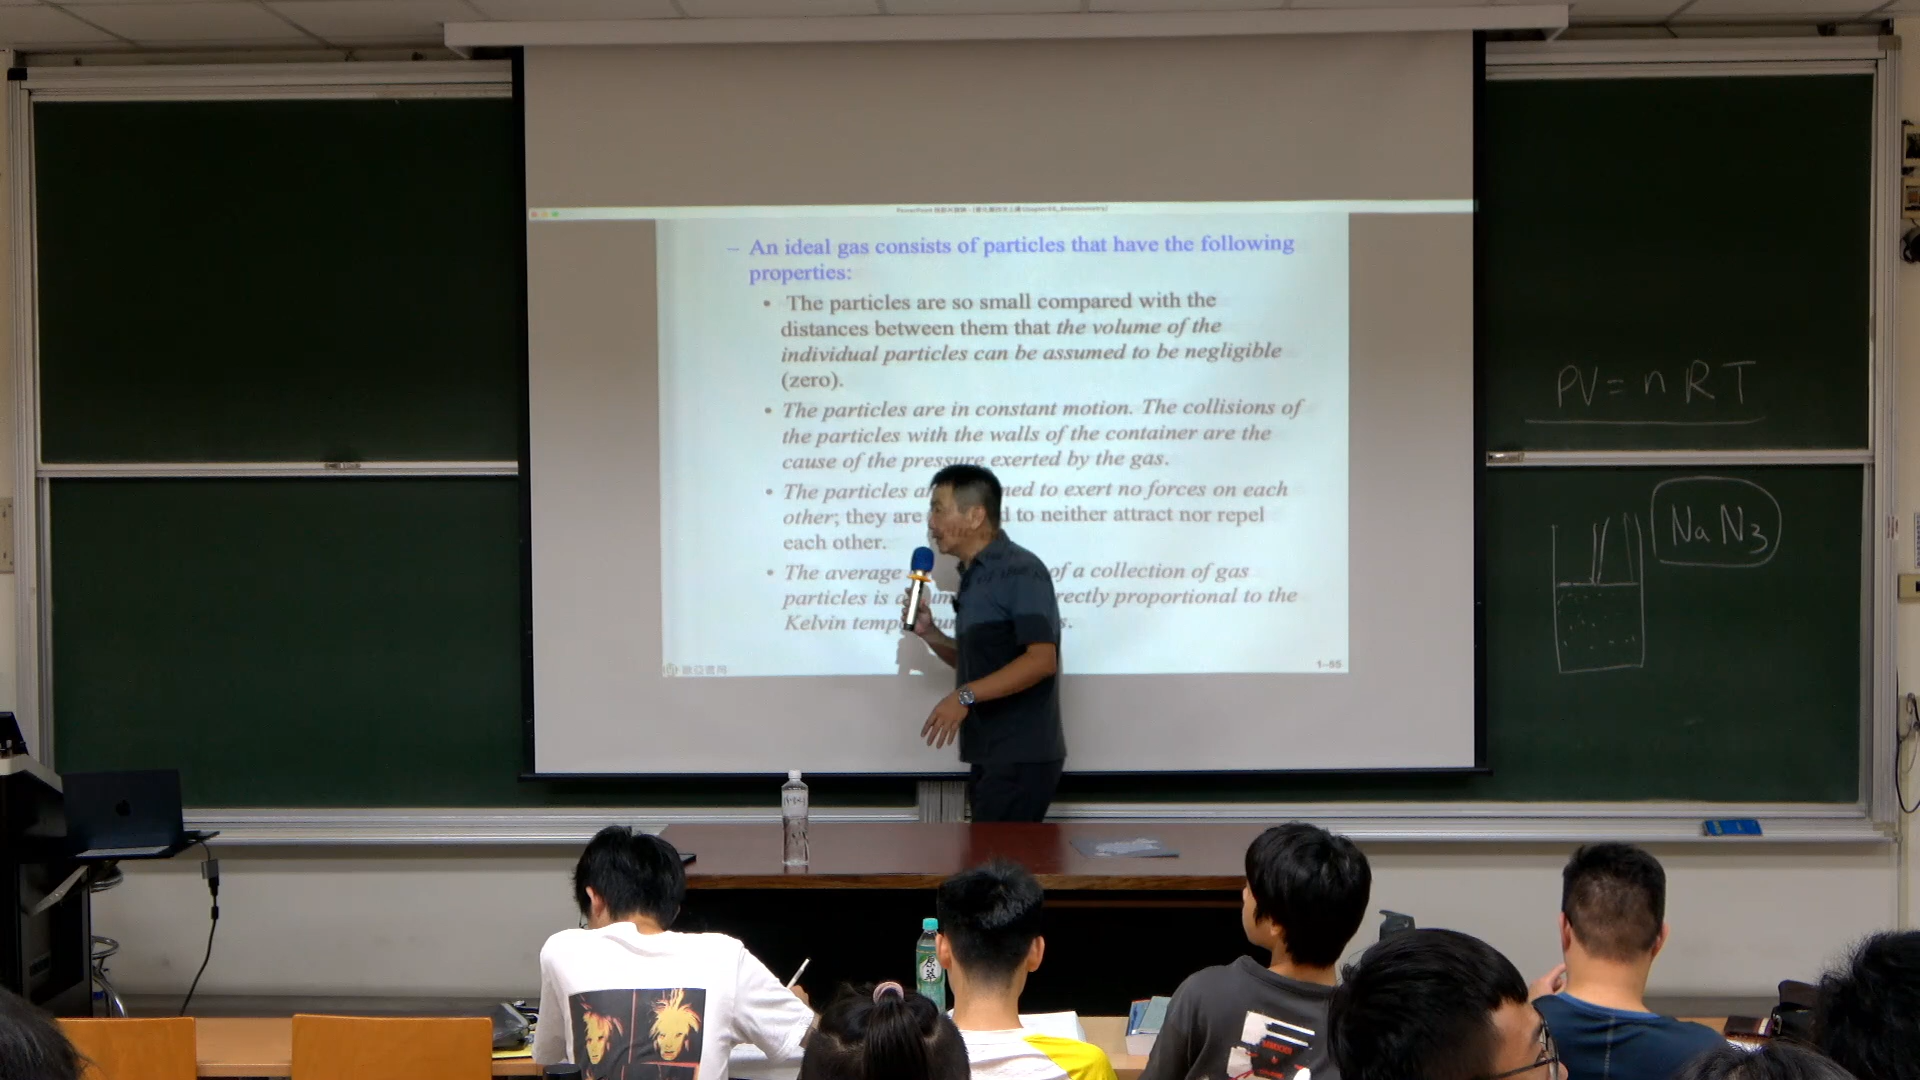 – An ideal gas consists of particles that have the following
properties:
• The particles are so small compared with the
distances between them that the volume of the
individual particles can be assumed to be negligible
(zero).
• The particles are in constant motion. The collisions of
the particles with the walls of the container are the
cause of the pressure exerted by the gas.
• The particles to exert no forces on each
other; they are to neither attract nor repel
each other.
• The average of a collection of gas
particles is proportional to the
Kelvin
1-55
PV = nRT
NaN3
原萃